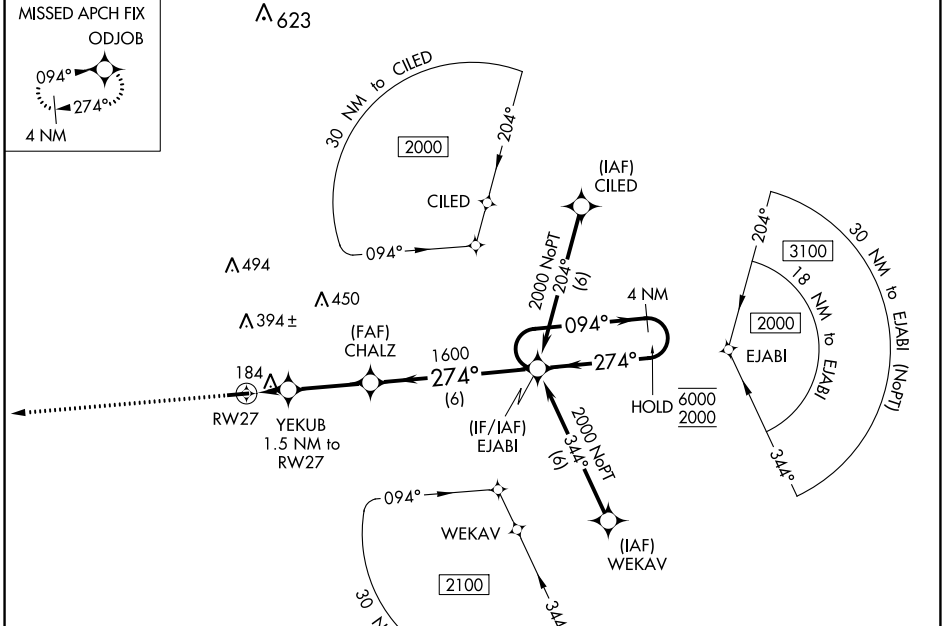 MISSED APCH FIX
ODJOB
094°
274°
4 NM
623
30 NM to CILED
2000
204°
CILED
094°
(IAF)
CILED
2000 NoPT
204°
(6)
494
450
394±
(FAF)
CHALZ
1600
274°
(6)
184
RW27
YEKUB
1.5 NM to
RW27
4 NM
094°
274°
HOLD
6000
2000
(IF/IAF)
EJABI
2000 NoPT
344°
(6)
(IAF)
WEKAV
204°
3100
30 NM to EJABI (NoPT)
18 NM to EJABI
2000
EJABI
344°
094°
WEKAV
2100
344
30 N